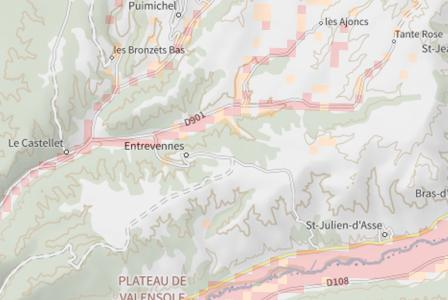 Puimichel
les Ajoncs
Tante Rose
les Bronzets Bas
St-Je
D901
Le Castellet
Entrevennes
Bras-d'
St-Julien-d'Asse
PLATEAU DE
VALENSOLE
D108